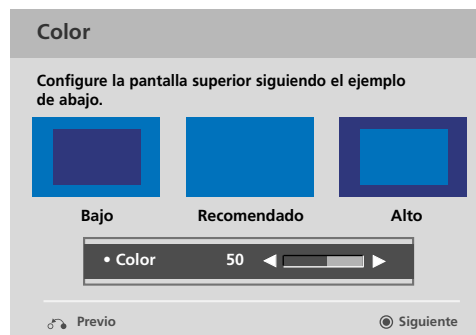 Color
Configure la pantalla superior siguiendo el ejemplo
de abajo.
Bajo Recomendado Alto
• Color 50
Previo Siguiente